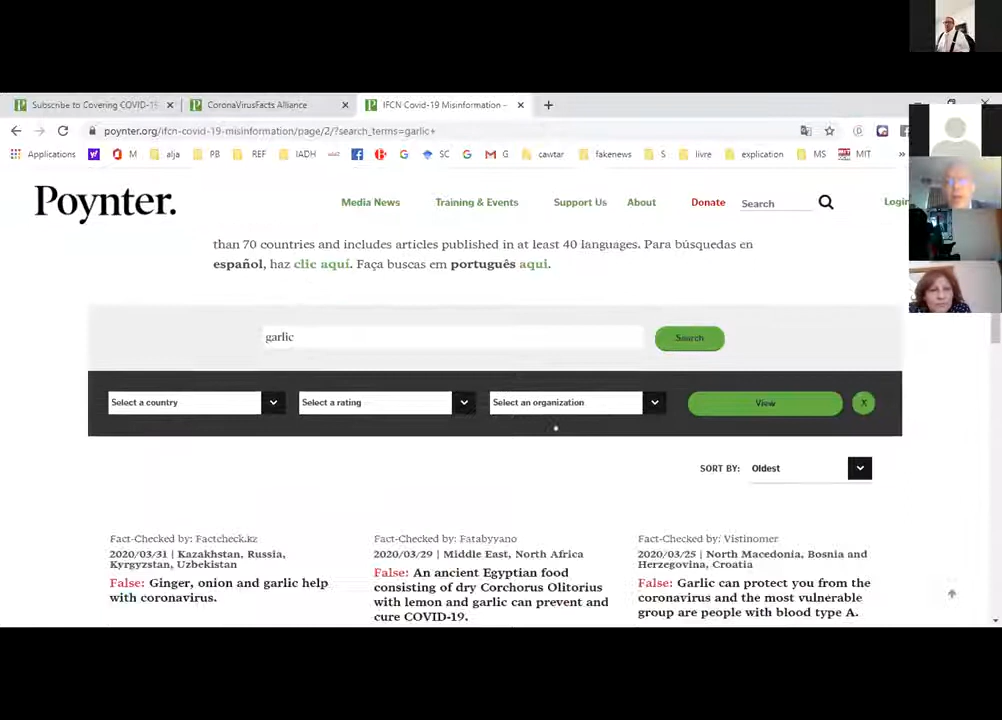 Subscribe to Covering COVID-19
CoronaVirusFacts Alliance
IFCN Covid-19 Misinformation -
poynter.org/ifcn-covid-19-misinformation/page/2/?search_terms=garlic+
Applications M alja PB REF IADH SC G cawtar fakenews S livre explication MS MIT »
Poynter.
Media News Training & Events Support Us About Donate Search Login
than 70 countries and includes articles published in at least 40 languages. Para búsquedas en
español, haz clic aquí. Faça buscas em português aqui.
garlic Search
Select a country Select a rating Select an organization View X
SORT BY: Oldest
Fact-Checked by: Factcheck.kz
2020/03/31 | Kazakhstan, Russia,
Kyrgyzstan, Uzbekistan
False: Ginger, onion and garlic help
with coronavirus.
Fact-Checked by: Fatabyyano
2020/03/29 | Middle East, North Africa
False: An ancient Egyptian food
consisting of dry Corchorus Olitorius
with lemon and garlic can prevent and
cure COVID-19.
Fact-Checked by: Vistinomer
2020/03/25 | North Macedonia, Bosnia and
Herzegovina, Croatia
False: Garlic can protect you from the
coronavirus and the most vulnerable
group are people with blood type A.